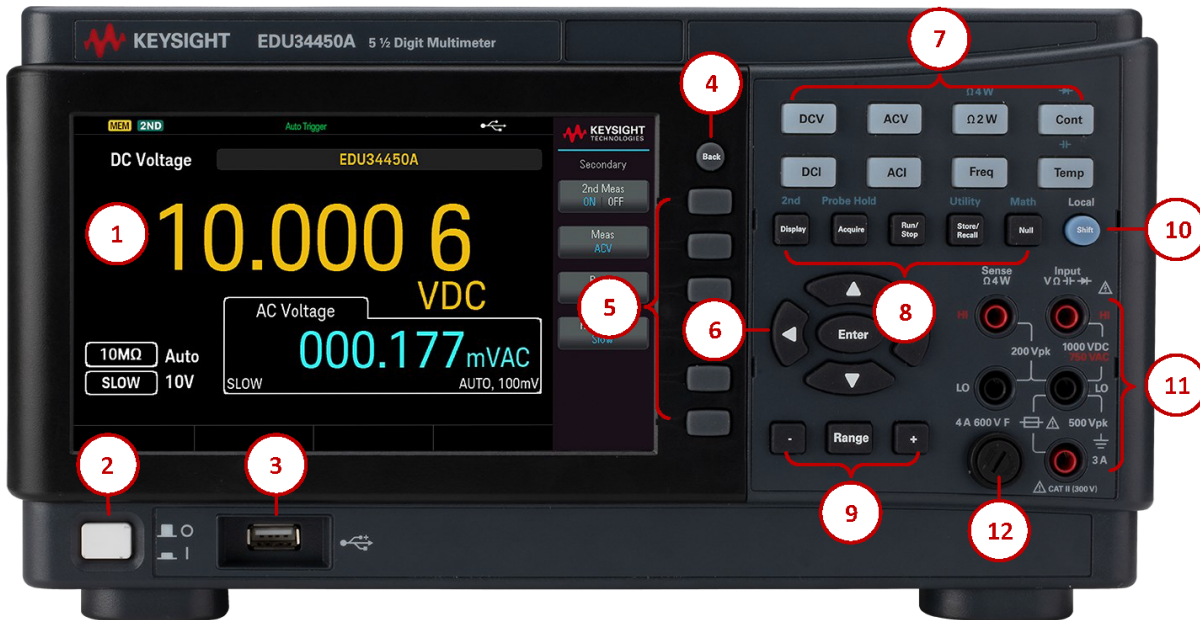 KEYSIGHT EDU34450A 5 ½ Digit Multimeter
7
4
MEM 2ND Auto Trigger
KEYSIGHT
TECHNOLOGIES
DC Voltage EDU34450A
Secondary
Back
2nd Meas
ON | OFF
Meas
ACV
Slow
1
10.000 6
VDC
AC Voltage
000.177 mVAC
SLOW AUTO, 100mV
10MΩ Auto
SLOW 10V
5
6
Ω 4 W
DCV ACV Ω 2 W Cont
DCI ACI Freq Temp
2nd Probe Hold Utility Math Local
Display Acquire Run/Stop Store/Recall Null Shift
10
8
Enter
Sense
Ω 4 W
Input
V Ω
HI HI
200 Vpk
1000 VDC
750 VAC
LO LO
11
4 A 600 V F 500 Vpk
3 A
CAT II (300 V)
- Range +
9
12
2
3
O
I